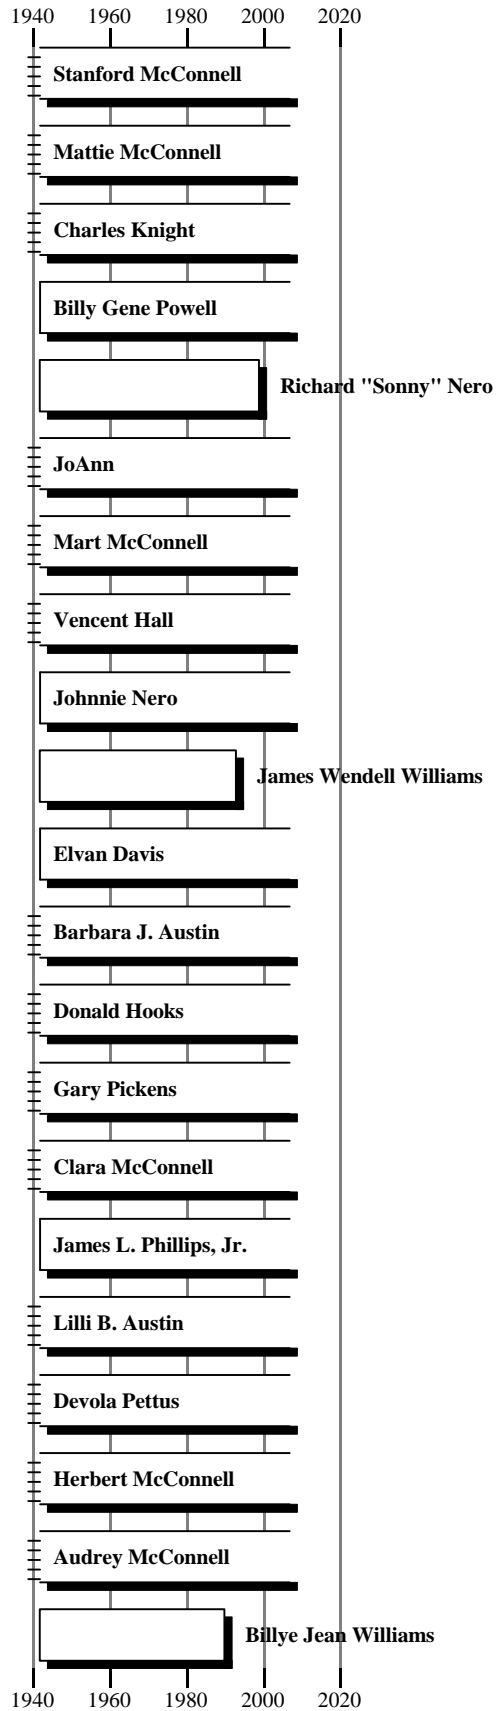 1940 1960 1980 2000 2020
Stanford McConnell
Mattie McConnell
Charles Knight
Billy Gene Powell
Richard "Sonny" Nero
JoAnn
Mart McConnell
Vencent Hall
Johnnie Nero
James Wendell Williams
Elvan Davis
Barbara J. Austin
Donald Hooks
Gary Pickens
Clara McConnell
James L. Phillips, Jr.
Lilli B. Austin
Devola Pettus
Herbert McConnell
Audrey McConnell
Billye Jean Williams
1940 1960 1980 2000 2020